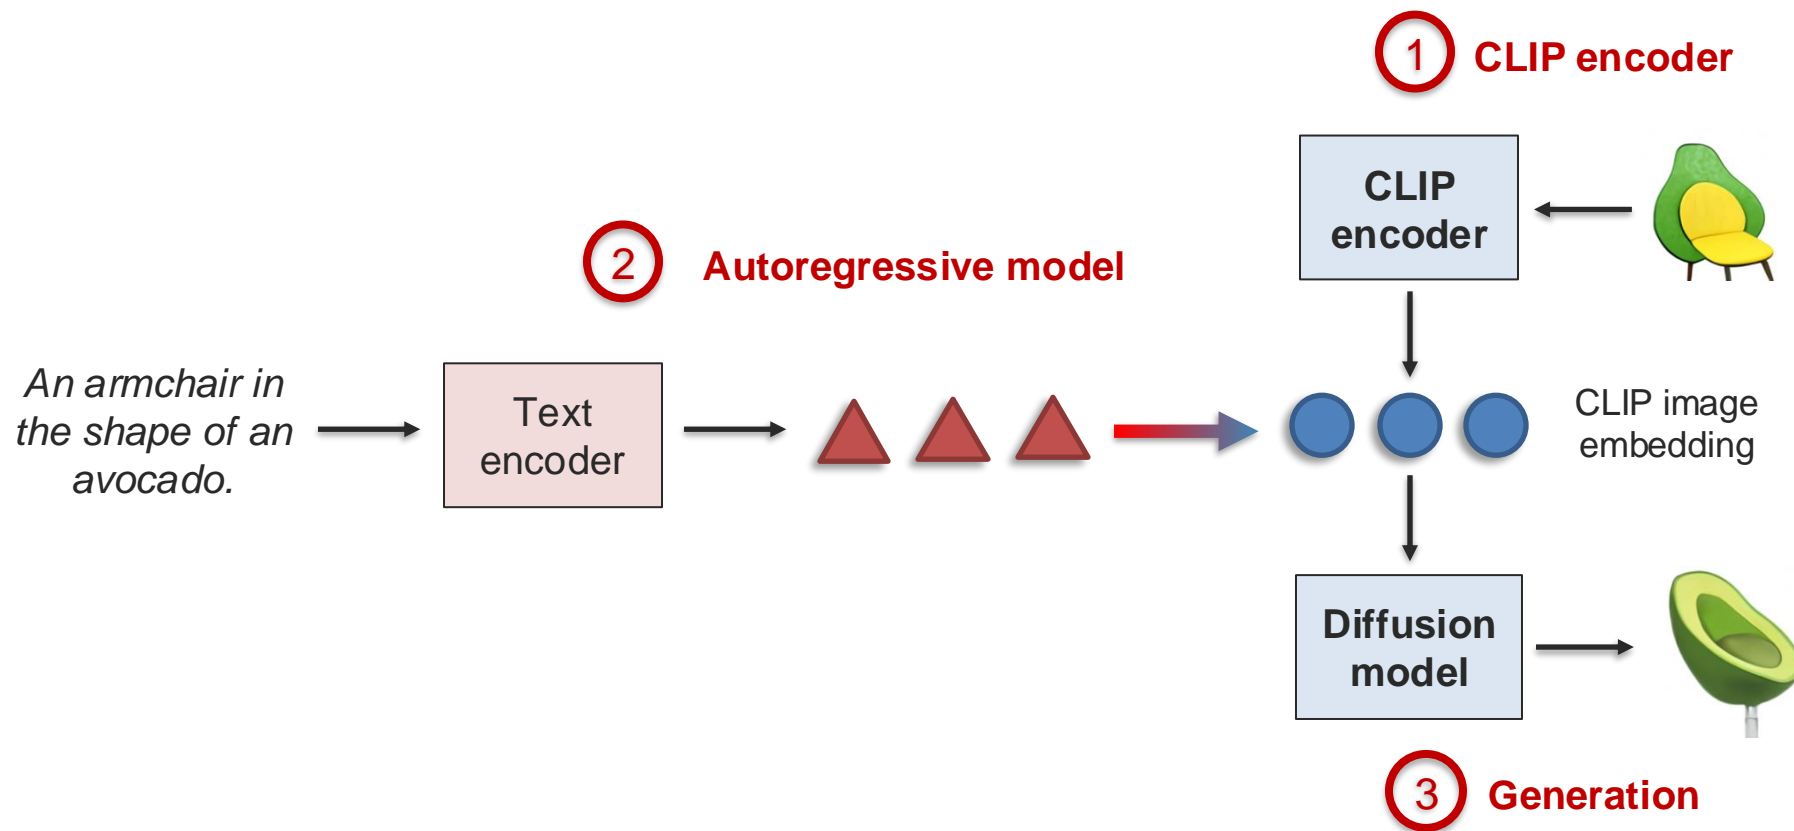 1 CLIP encoder
CLIP
encoder
2 Autoregressive model
An armchair in
the shape of an
avocado.
Text
encoder
CLIP image
embedding
Diffusion
model
3 Generation